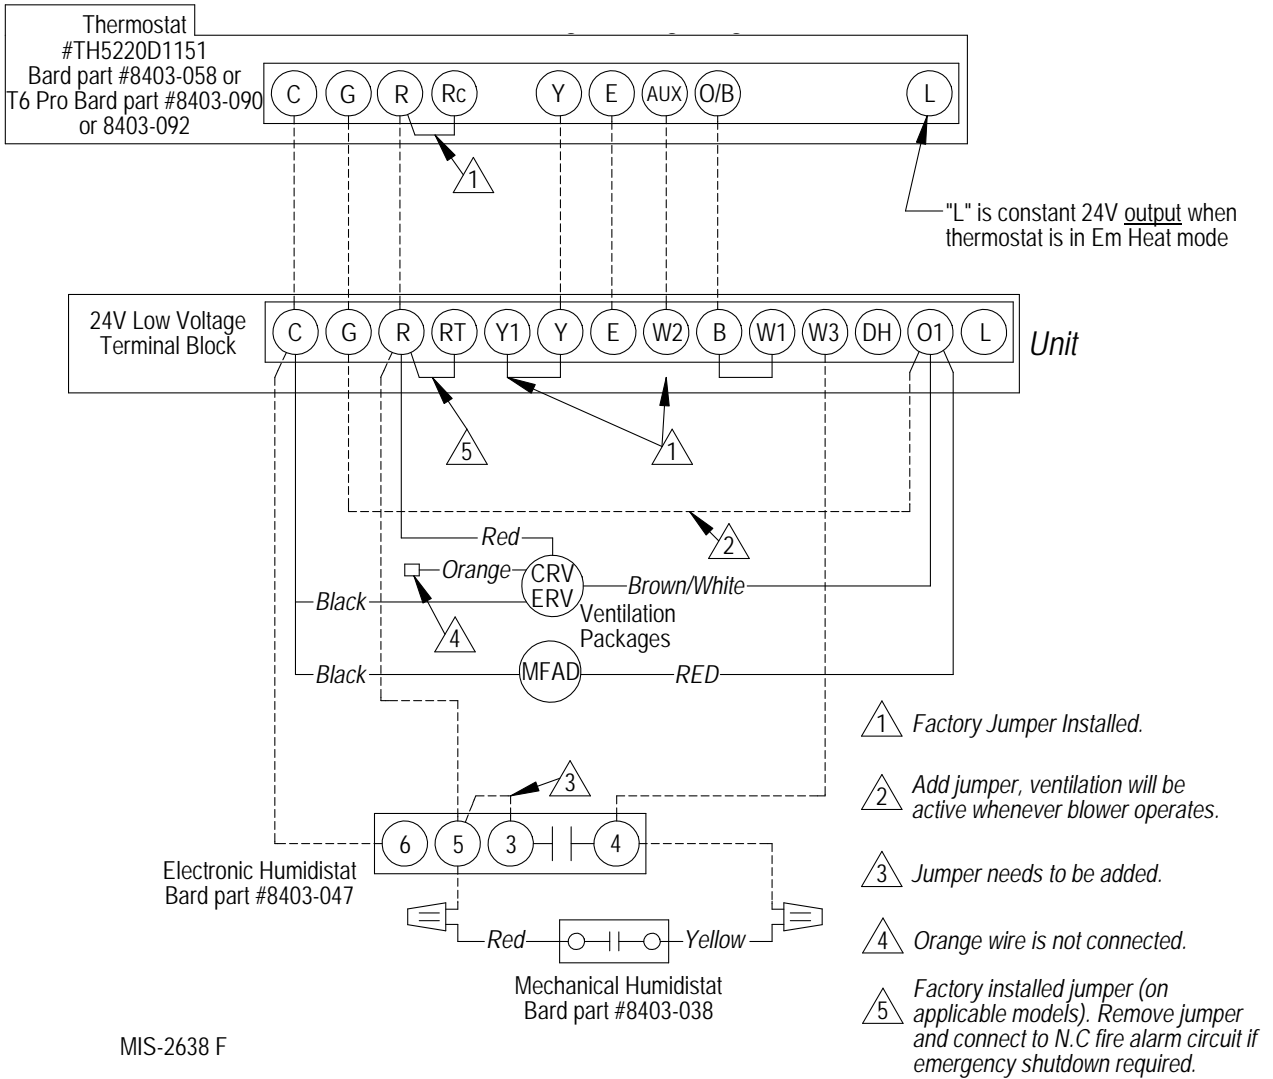 Thermostat
#TH5220D1151
Bard part #8403-058 or
T6 Pro Bard part #8403-090
or 8403-092
C G R Rc Y E AUX O/B L
1
"L" is constant 24V output when
thermostat is in Em Heat mode
24V Low Voltage
Terminal Block
C G R RT Y1 Y E W2 B W1 W3 DH O1 L
Unit
5
1
2
Red
Orange
CRV
ERV
Brown/White
Black
Ventilation
Packages
4
Black
MFAD
RED
1 Factory Jumper Installed.
2 Add jumper, ventilation will be
active whenever blower operates.
3
6 5 3 4
Electronic Humidistat
Bard part #8403-047
3 Jumper needs to be added.
Red
Yellow
4 Orange wire is not connected.
Mechanical Humidistat
Bard part #8403-038
5 Factory installed jumper (on
applicable models). Remove jumper
and connect to N.C fire alarm circuit if
emergency shutdown required.
MIS-2638 F